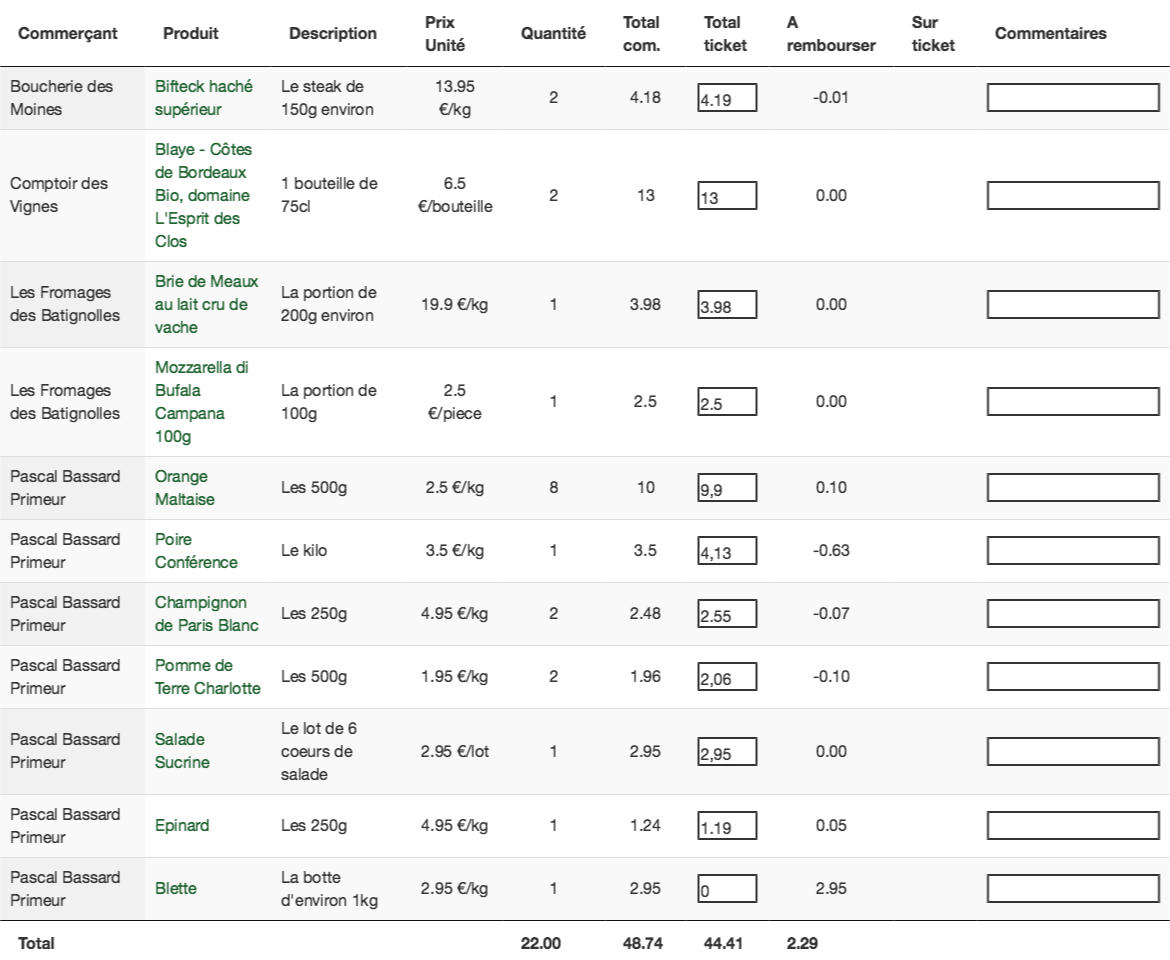 Commerçant Produit Description Prix Unité Quantité Total com. Total ticket A rembourser Sur ticket Commentaires
Boucherie des Moines Bifteck haché supérieur Le steak de 150g environ 13.95 €/kg 2 4.18 4.19 -0.01
Comptoir des Vignes Blaye - Côtes de Bordeaux Bio, domaine L'Esprit des Clos 1 bouteille de 75cl 6.5 €/bouteille 2 13 13 0.00
Les Fromages des Batignolles Brie de Meaux au lait cru de vache La portion de 200g environ 19.9 €/kg 1 3.98 3.98 0.00
Les Fromages des Batignolles Mozzarella di Bufala Campana 100g La portion de 100g 2.5 €/piece 1 2.5 2.5 0.00
Pascal Bassard Primeur Orange Maltaise Les 500g 2.5 €/kg 8 10 9,9 0.10
Pascal Bassard Primeur Poire Conférence Le kilo 3.5 €/kg 1 3.5 4,13 -0.63
Pascal Bassard Primeur Champignon de Paris Blanc Les 250g 4.95 €/kg 2 2.48 2.55 -0.07
Pascal Bassard Primeur Pomme de Terre Charlotte Les 500g 1.95 €/kg 2 1.96 2,06 -0.10
Pascal Bassard Primeur Salade Sucrine Le lot de 6 coeurs de salade 2.95 €/lot 1 2.95 2,95 0.00
Pascal Bassard Primeur Epinard Les 250g 4.95 €/kg 1 1.24 1.19 0.05
Pascal Bassard Primeur Blette La botte d'environ 1kg 2.95 €/kg 1 2.95 0 2.95
Total 22.00 48.74 44.41 2.29